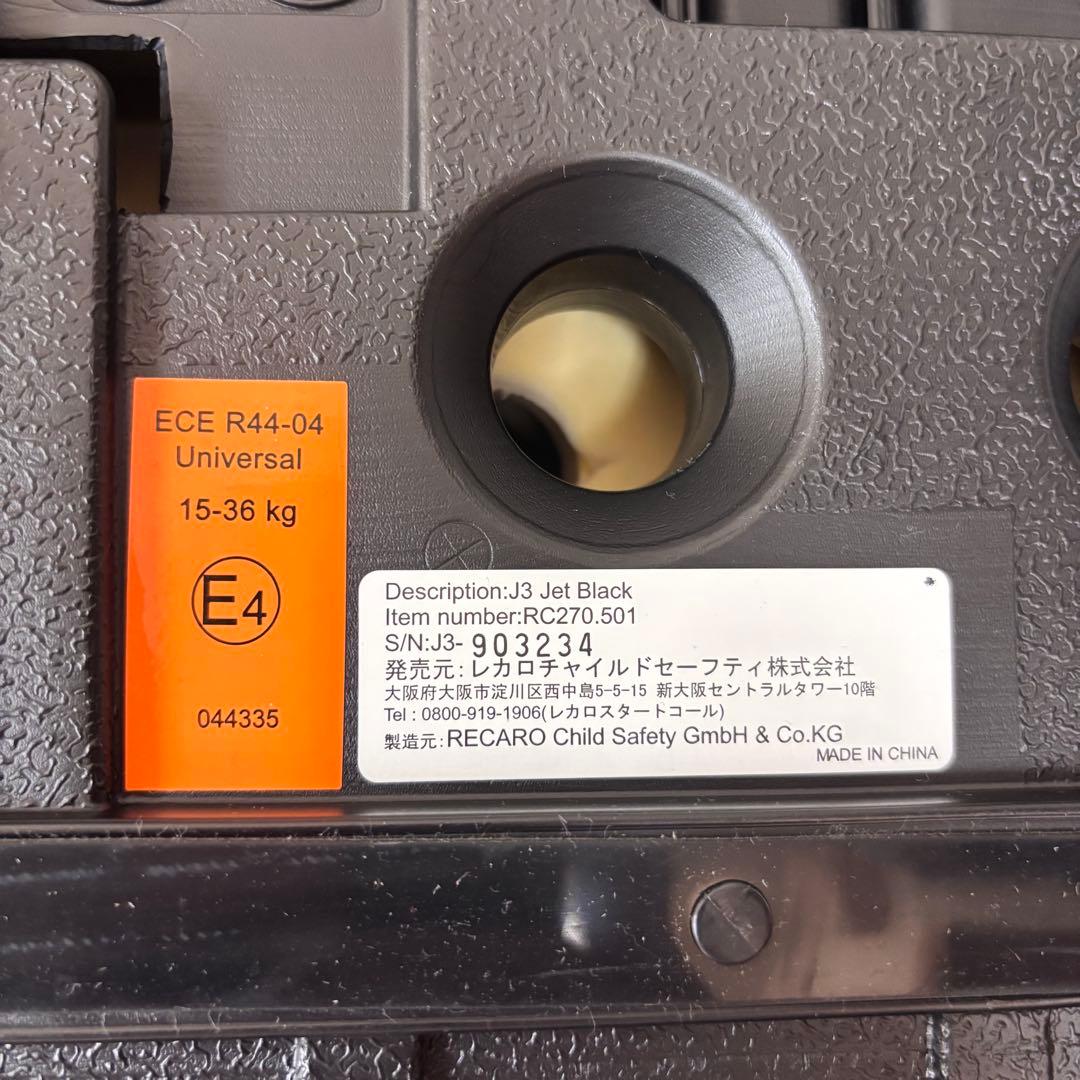 ECE R44-04
Universal
15-36 kg
E4
044335
Description:J3 Jet Black
Item number:RC270.501
S/N:J3-903234
発売元:レカロチャイルドセーフティ株式会社
大阪府大阪市淀川区西中島5-5-15 新大阪セントラルタワー10階
Tel : 0800-919-1906(レカロスタートコール)
製造元:RECARO Child Safety GmbH & Co.KG
MADE IN CHINA